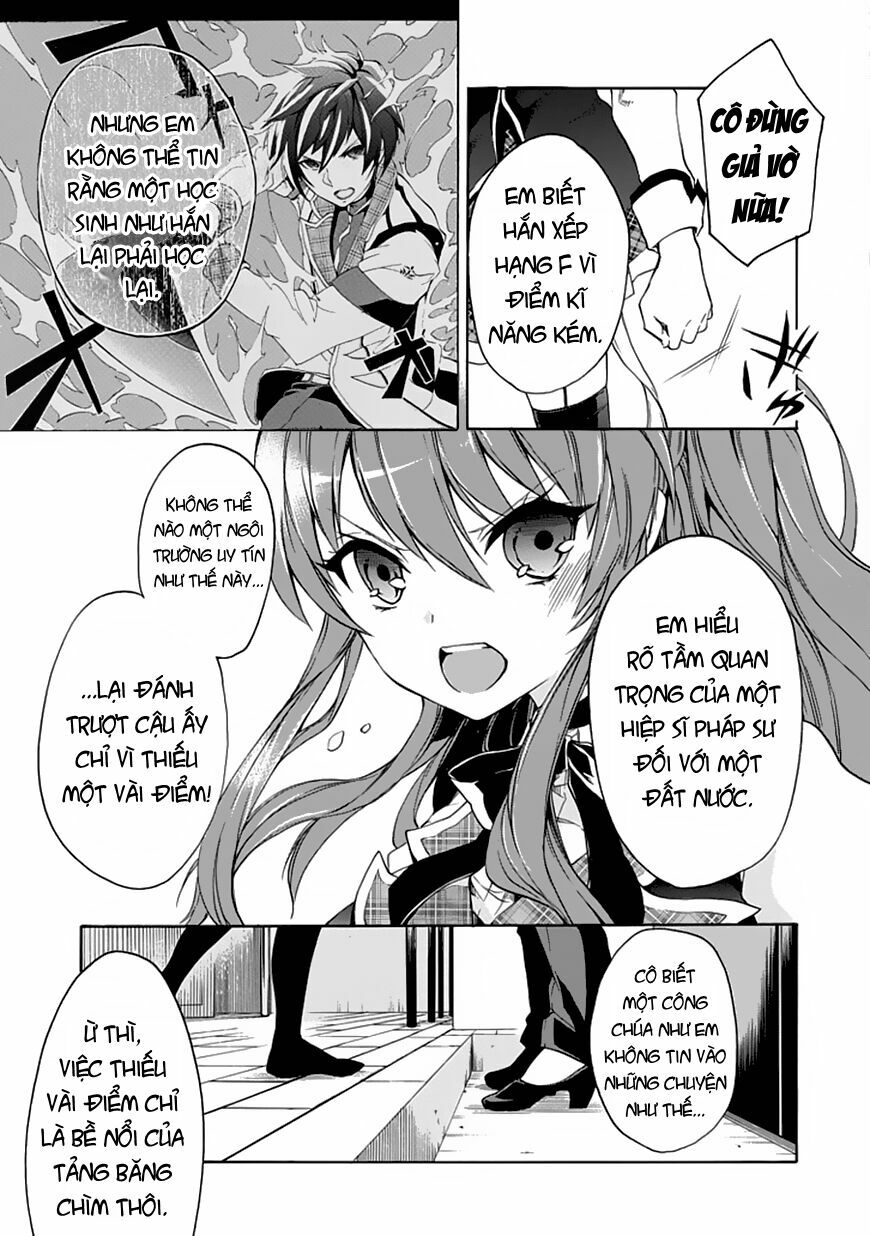 CÔ ĐỪNG
GIẢ VỜ
NỮA!
EM BIẾT
HẮN XẾP
HẠNG F VÌ
ĐIỂM KĨ
NĂNG KÉM.
NHƯNG EM
KHÔNG THỂ TIN
RẰNG MỘT HỌC
SINH NHƯ HẮN
LẠI PHẢI HỌC
LẠI.
EM HIỂU
RÕ TẦM QUAN
TRỌNG CỦA MỘT
HIỆP SĨ PHÁP SƯ
ĐỐI VỚI MỘT
ĐẤT NƯỚC.
KHÔNG THỂ
NÀO MỘT NGÔI
TRƯỜNG UY TÍN
NHƯ THẾ NÀY...
...LẠI ĐÁNH
TRƯỢT CẬU ẤY
CHỈ VÌ THIẾU
MỘT VÀI ĐIỂM!
CÔ BIẾT
MỘT CÔNG
CHÚA NHƯ EM
KHÔNG TIN VÀO
NHỮNG CHUYỆN
NHƯ THẾ...
Ừ THÌ,
VIỆC THIẾU
VÀI ĐIỂM CHỈ
LÀ BỀ NỔI CỦA
TẢNG BĂNG
CHÌM THÔI.